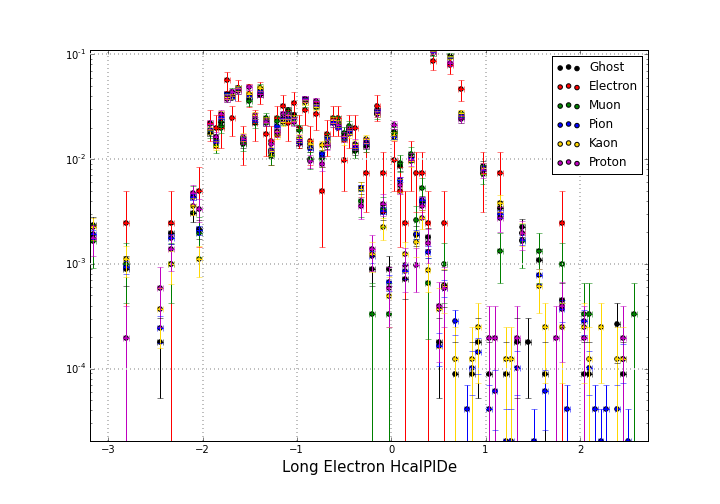 10⁻¹
10⁻²
10⁻³
10⁻⁴
Ghost
Electron
Muon
Pion
Kaon
Proton
−3 −2 −1 0 1 2
Long Electron HcalPIDe